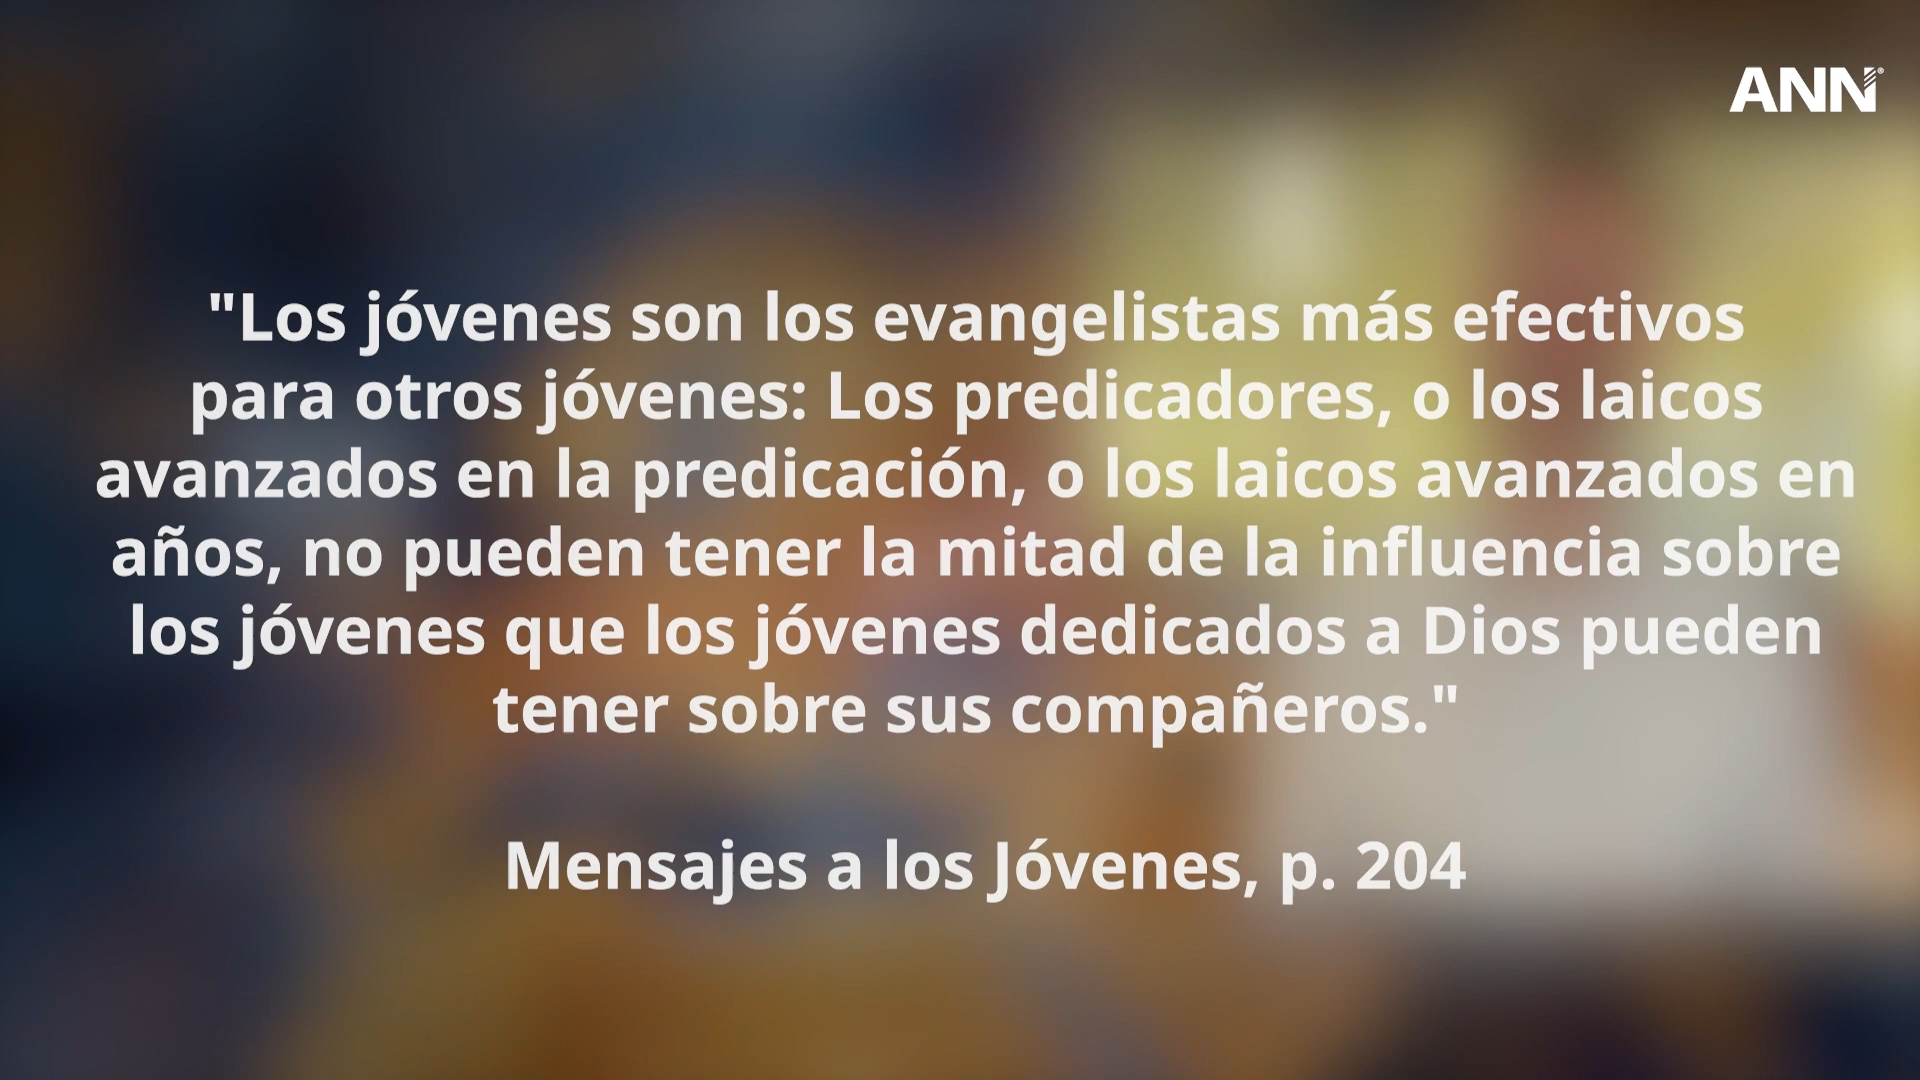 ANN
"Los jóvenes son los evangelistas más efectivos
para otros jóvenes: Los predicadores, o los laicos
avanzados en la predicación, o los laicos avanzados en
años, no pueden tener la mitad de la influencia sobre
los jóvenes que los jóvenes dedicados a Dios pueden
tener sobre sus compañeros."
Mensajes a los Jóvenes, p. 204